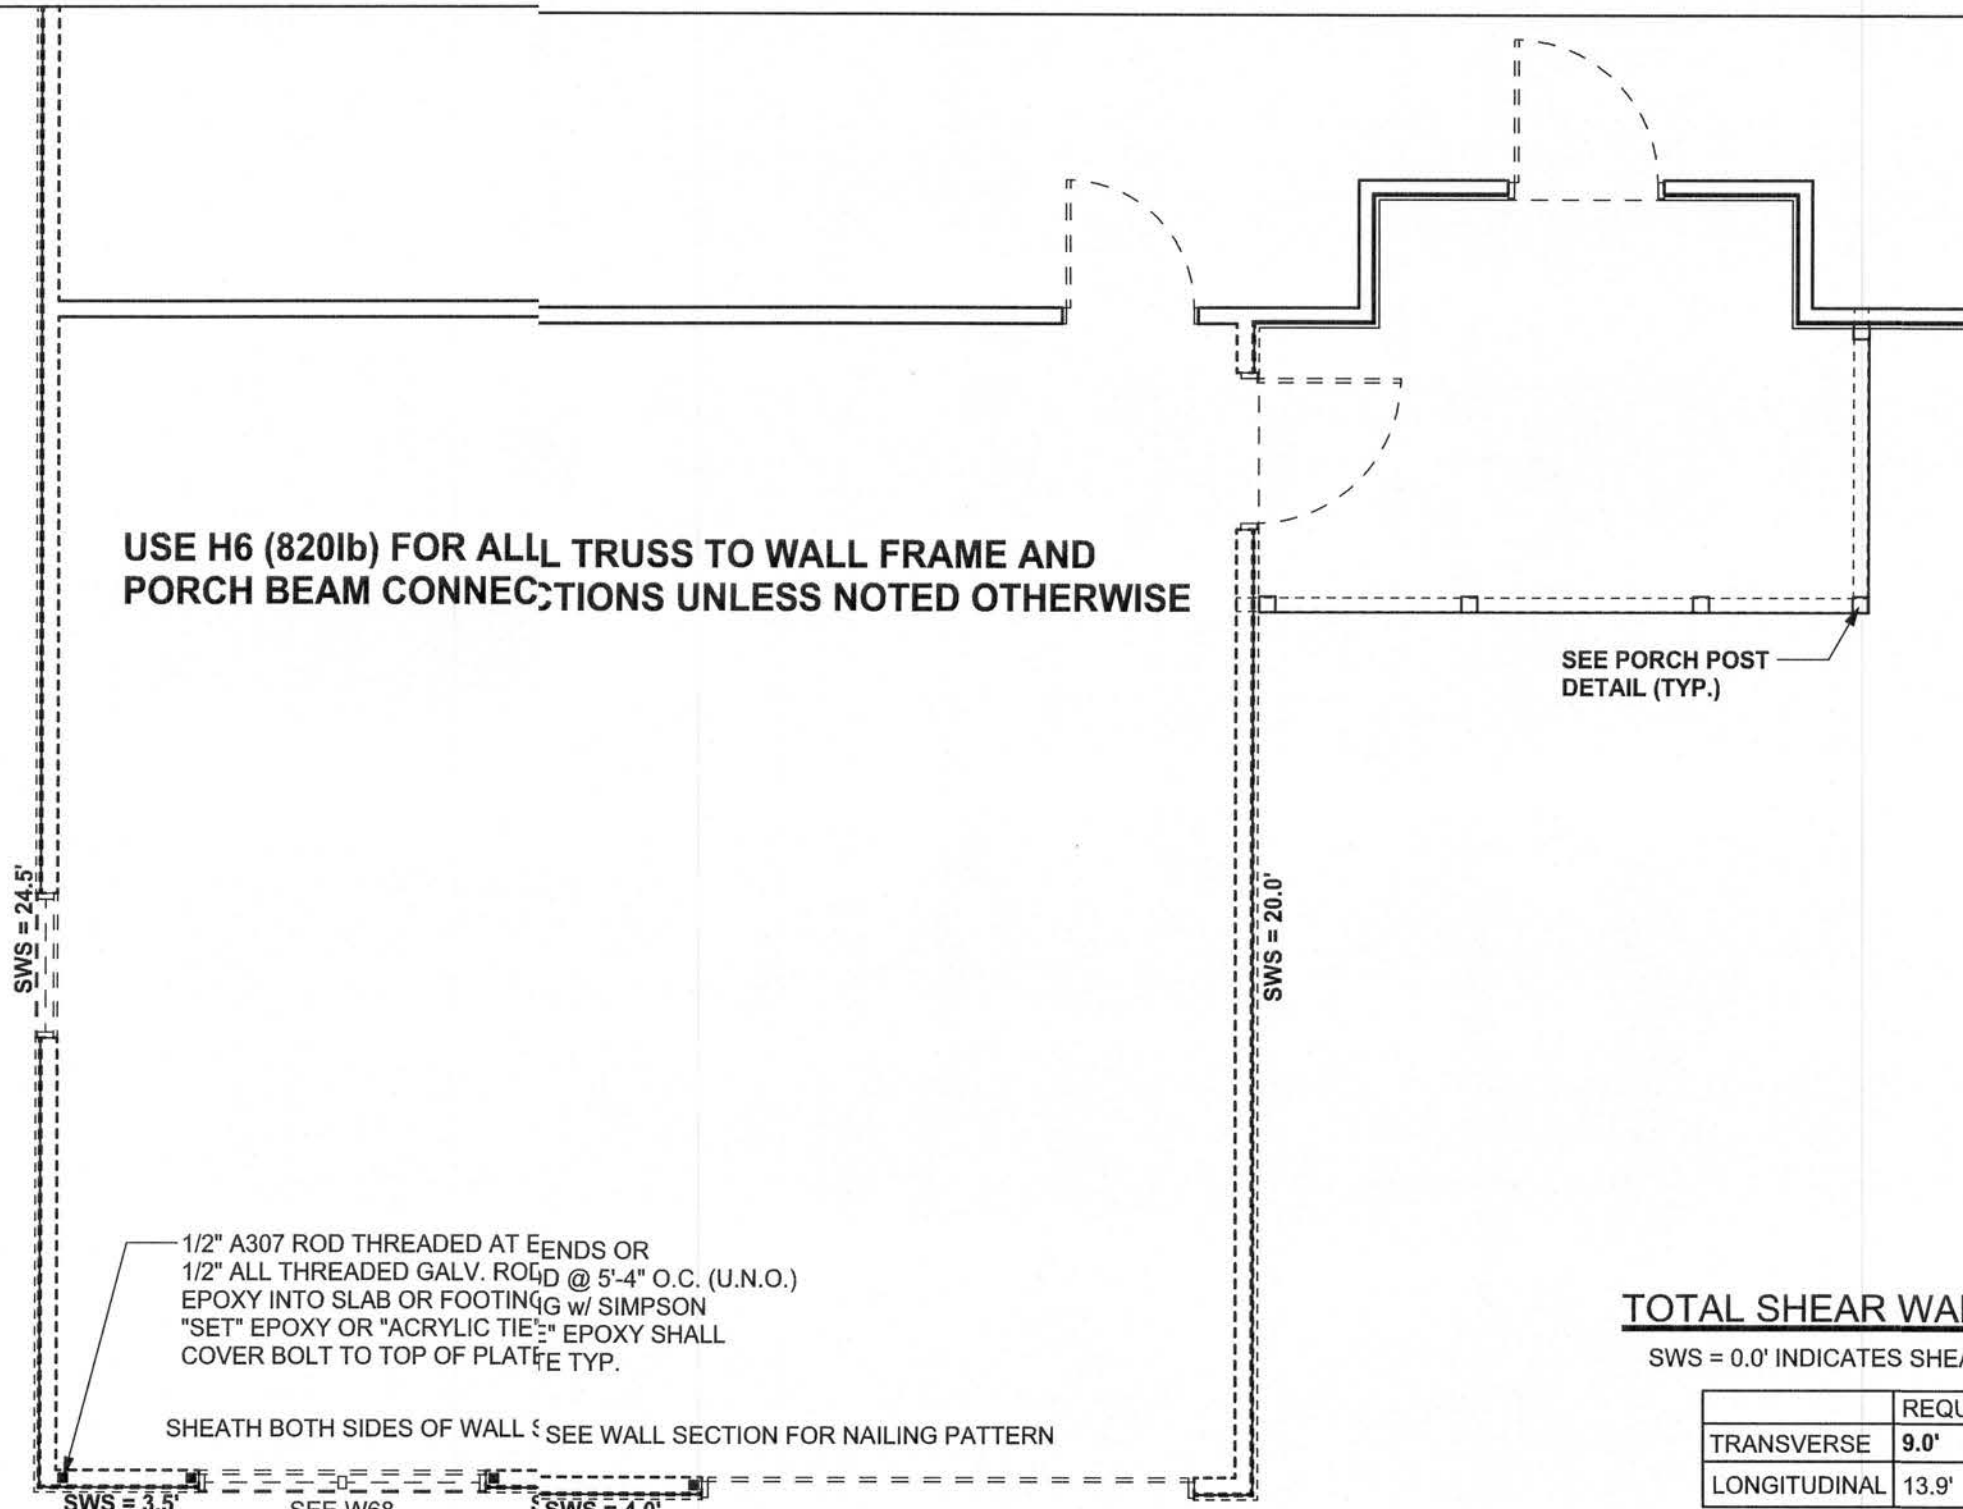 USE H6 (820lb) FOR ALL TRUSS TO WALL FRAME AND
PORCH BEAM CONNECTIONS UNLESS NOTED OTHERWISE
SEE PORCH POST
DETAIL (TYP.)
SWS = 24.5'
SWS = 20.0'
1/2" A307 ROD THREADED AT ENDS OR
1/2" ALL THREADED GALV. ROD @ 5'-4" O.C. (U.N.O.)
EPOXY INTO SLAB OR FOOTING w/ SIMPSON
"SET" EPOXY OR "ACRYLIC TIE" EPOXY SHALL
COVER BOLT TO TOP OF PLATE TYP.
SHEATH BOTH SIDES OF WALL SEE WALL SECTION FOR NAILING PATTERN
SWS = 3.5'
SEE W68
SWS = 4.0'
TOTAL SHEAR WA
SWS = 0.0' INDICATES SHEA
REQU
TRANSVERSE 9.0'
LONGITUDINAL 13.9'